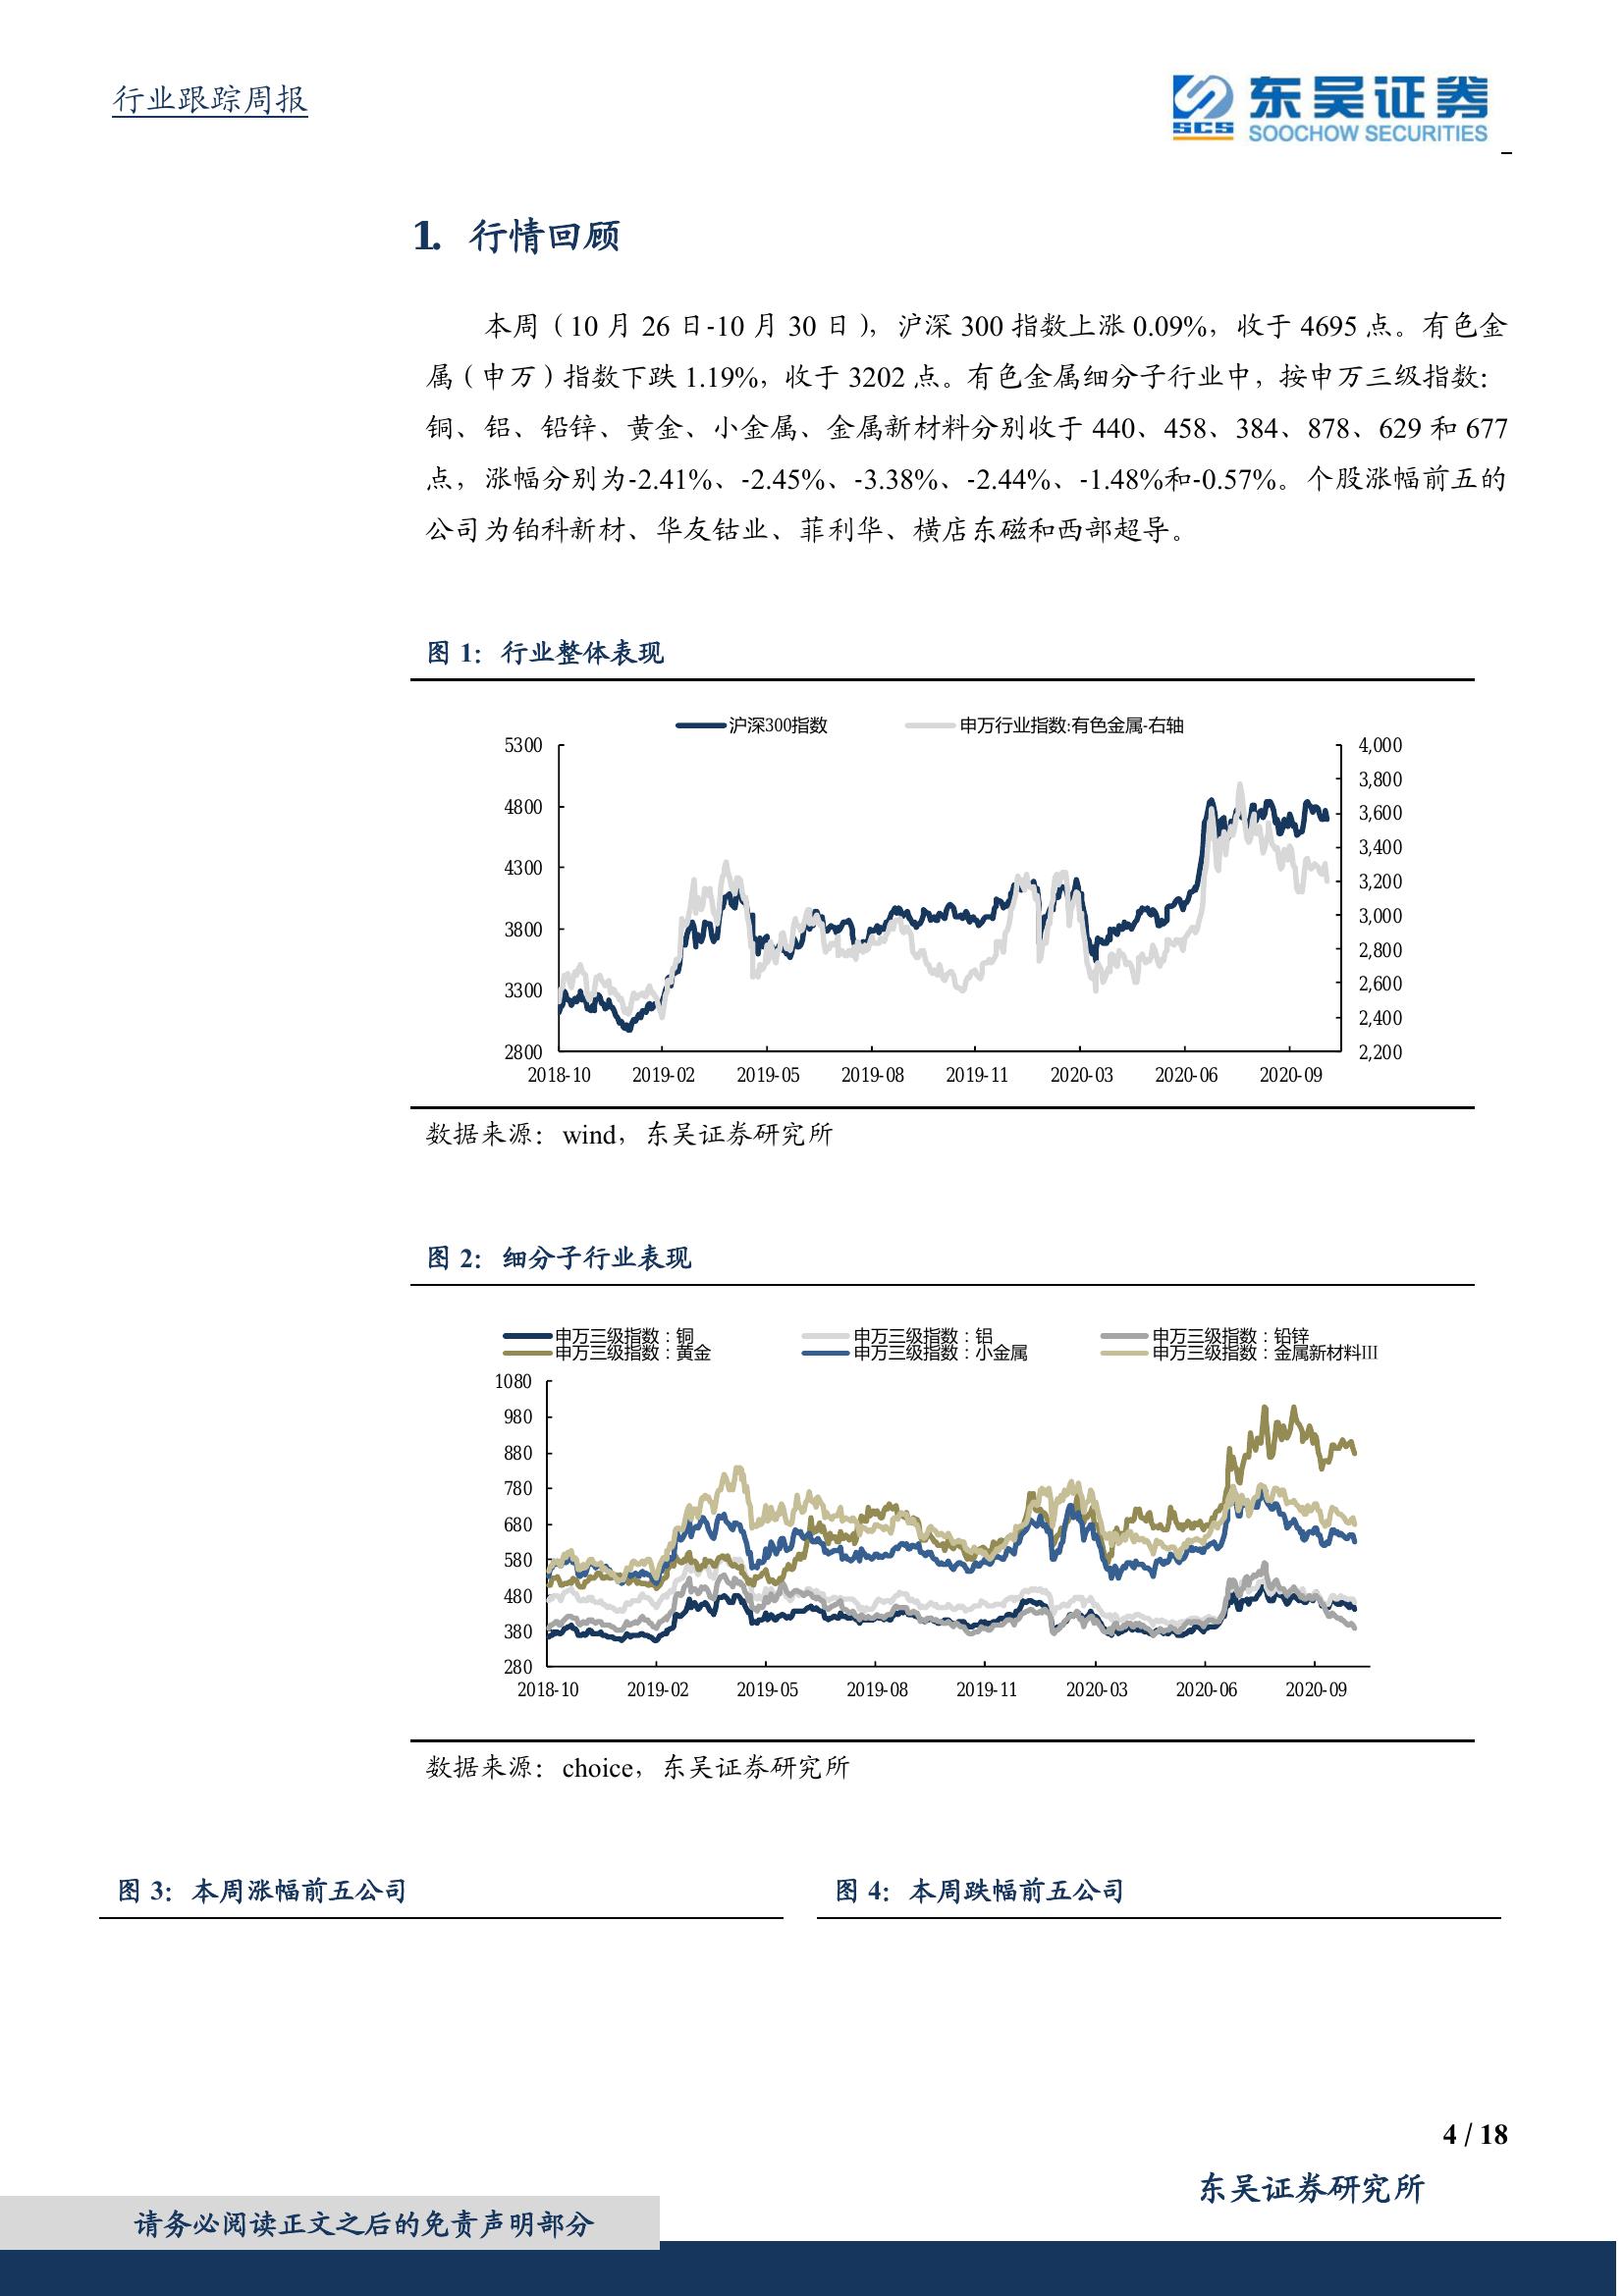 行业跟踪周报
SCS
东吴证券
SOOCHOW SECURITIES
1. 行情回顾
本周（10 月 26 日-10 月 30 日），沪深 300 指数上涨 0.09%，收于 4695 点。有色金
属（申万）指数下跌 1.19%，收于 3202 点。有色金属细分子行业中，按申万三级指数：
铜、铝、铅锌、黄金、小金属、金属新材料分别收于 440、458、384、878、629 和 677
点，涨幅分别为-2.41%、-2.45%、-3.38%、-2.44%、-1.48%和-0.57%。个股涨幅前五的
公司为铂科新材、华友钴业、菲利华、横店东磁和西部超导。
图 1：行业整体表现
沪深300指数 申万行业指数:有色金属-右轴
5300 4,000
3,800
4800 3,600
3,400
4300 3,200
3,000
3800 2,800
2,600
3300 2,400
2800 2,200
2018-10 2019-02 2019-05 2019-08 2019-11 2020-03 2020-06 2020-09
数据来源：wind，东吴证券研究所
图 2：细分子行业表现
申万三级指数：铜 申万三级指数：铝 申万三级指数：铅锌
申万三级指数：黄金 申万三级指数：小金属 申万三级指数：金属新材料III
1080
980
880
780
680
580
480
380
280
2018-10 2019-02 2019-05 2019-08 2019-11 2020-03 2020-06 2020-09
数据来源：choice，东吴证券研究所
图 3：本周涨幅前五公司 图 4：本周跌幅前五公司
4 / 18
东吴证券研究所
请务必阅读正文之后的免责声明部分